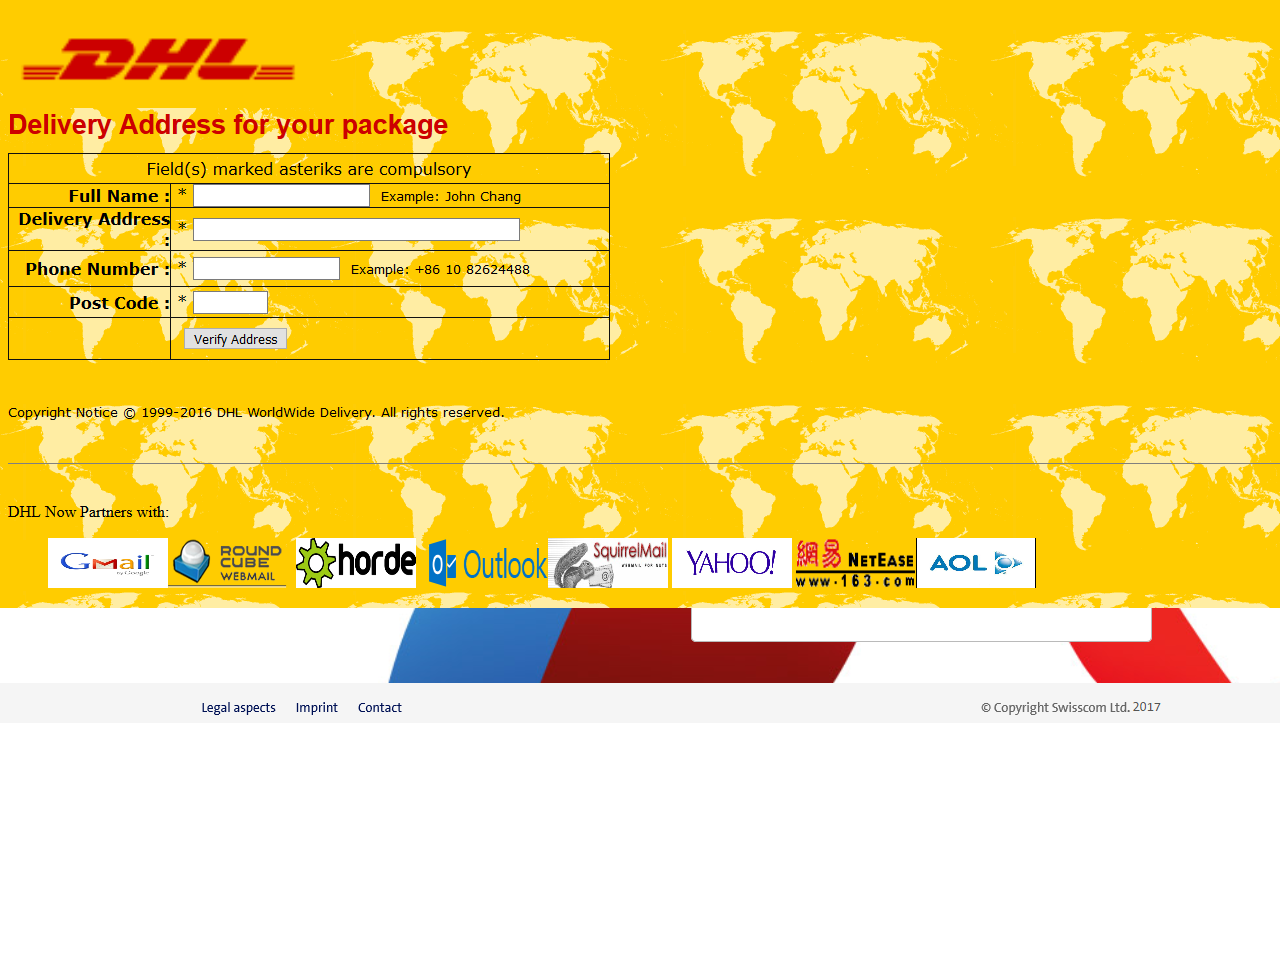 DHL
Delivery Address for your package
Field(s) marked asteriks are compulsory
Full Name : * Example: John Chang
Delivery Address : *
Phone Number : * Example: +86 10 82624488
Post Code : *
Verify Address
Copyright Notice © 1999-2016 DHL WorldWide Delivery. All rights reserved.
DHL Now Partners with:
Gmail by Google ROUND CUBE WEBMAIL horde Outlook SquirrelMail WEBMAIL FOR NUTS YAHOO! 網易 NETEASE www.163.com AOL
Legal aspects Imprint Contact © Copyright Swisscom Ltd. 2017